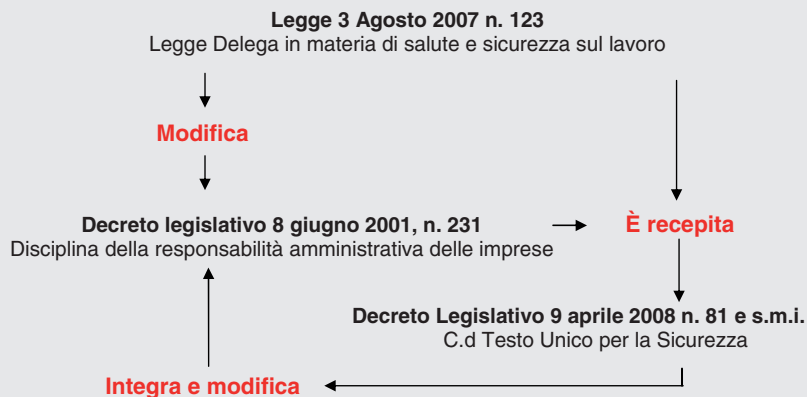 Legge 3 Agosto 2007 n. 123
Legge Delega in materia di salute e sicurezza sul lavoro
Modifica
Decreto legislativo 8 giugno 2001, n. 231
Disciplina della responsabilità amministrativa delle imprese
È recepita
Decreto Legislativo 9 aprile 2008 n. 81 e s.m.i.
C.d Testo Unico per la Sicurezza
Integra e modifica